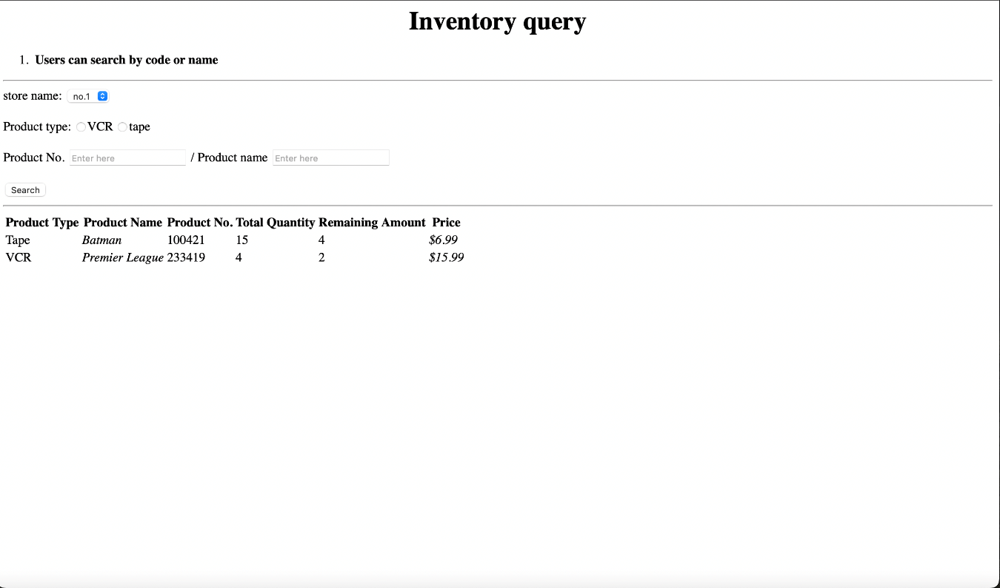 Inventory query
1. Users can search by code or name
store name: no.1
Product type: VCR tape
Product No. Enter here / Product name Enter here
Search
Product Type Product Name Product No. Total Quantity Remaining Amount Price
Tape Batman 100421 15 4 $6.99
VCR Premier League 233419 4 2 $15.99